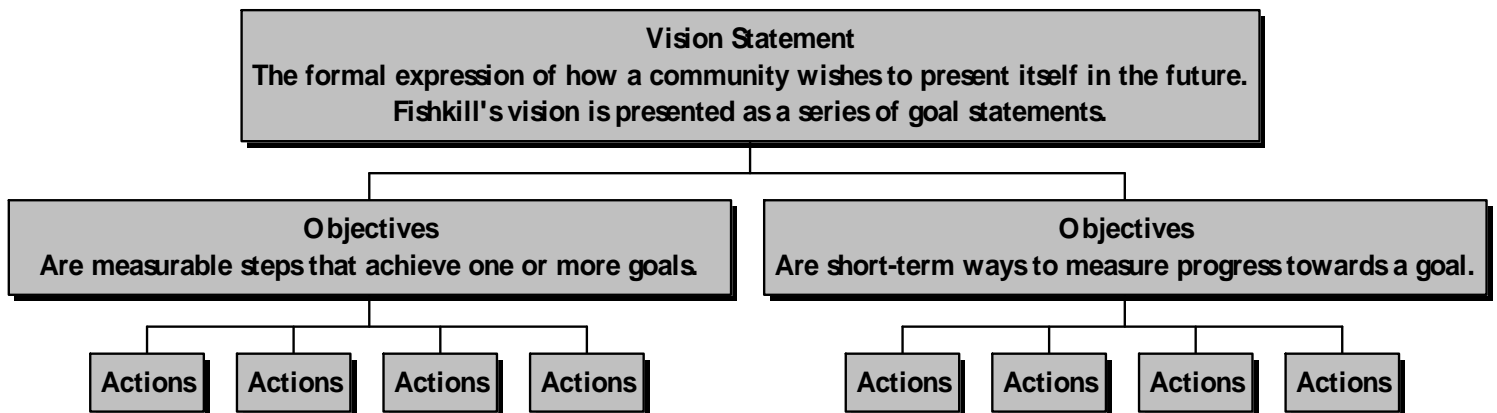 Vision Statement
The formal expression of how a community wishes to present itself in the future.
Fishkill's vision is presented as a series of goal statements.
Objectives
Are measurable steps that achieve one or more goals.
Objectives
Are short-term ways to measure progress towards a goal.
Actions
Actions
Actions
Actions
Actions
Actions
Actions
Actions